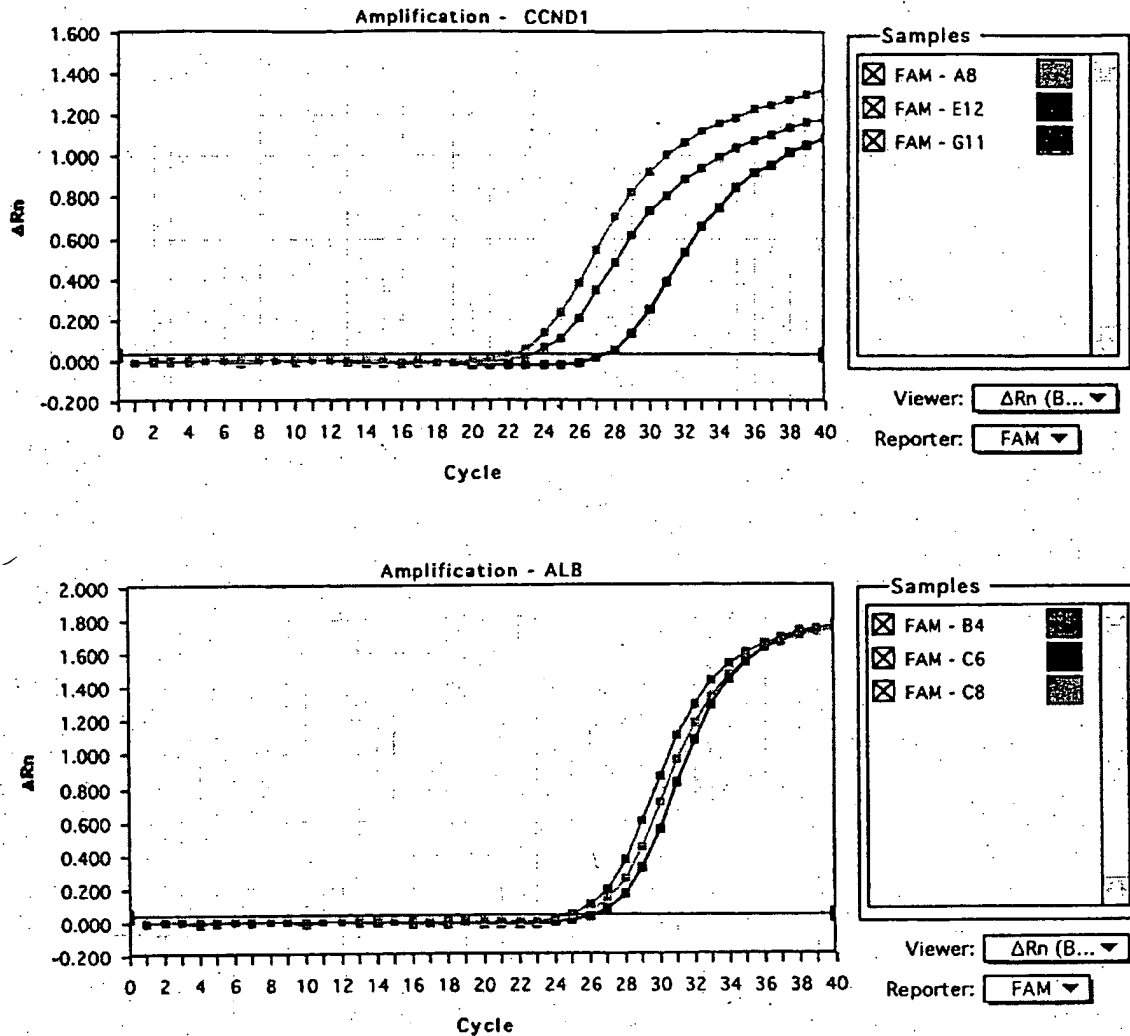 Amplification - CCND1
1.600
1.400
1.200
1.000
0.800
0.600
0.400
0.200
0.000
-0.200
ΔRn
0 2 4 6 8 10 12 14 16 18 20 22 24 26 28 30 32 34 36 38 40
Cycle
Samples
FAM - A8
FAM - E12
FAM - G11
Viewer: ΔRn (B...
Reporter: FAM
Amplification - ALB
2.000
1.800
1.600
1.400
1.200
1.000
0.800
0.600
0.400
0.200
0.000
-0.200
ΔRn
0 2 4 6 8 10 12 14 16 18 20 22 24 26 28 30 32 34 36 38 40
Cycle
Samples
FAM - B4
FAM - C6
FAM - C8
Viewer: ΔRn (B...
Reporter: FAM